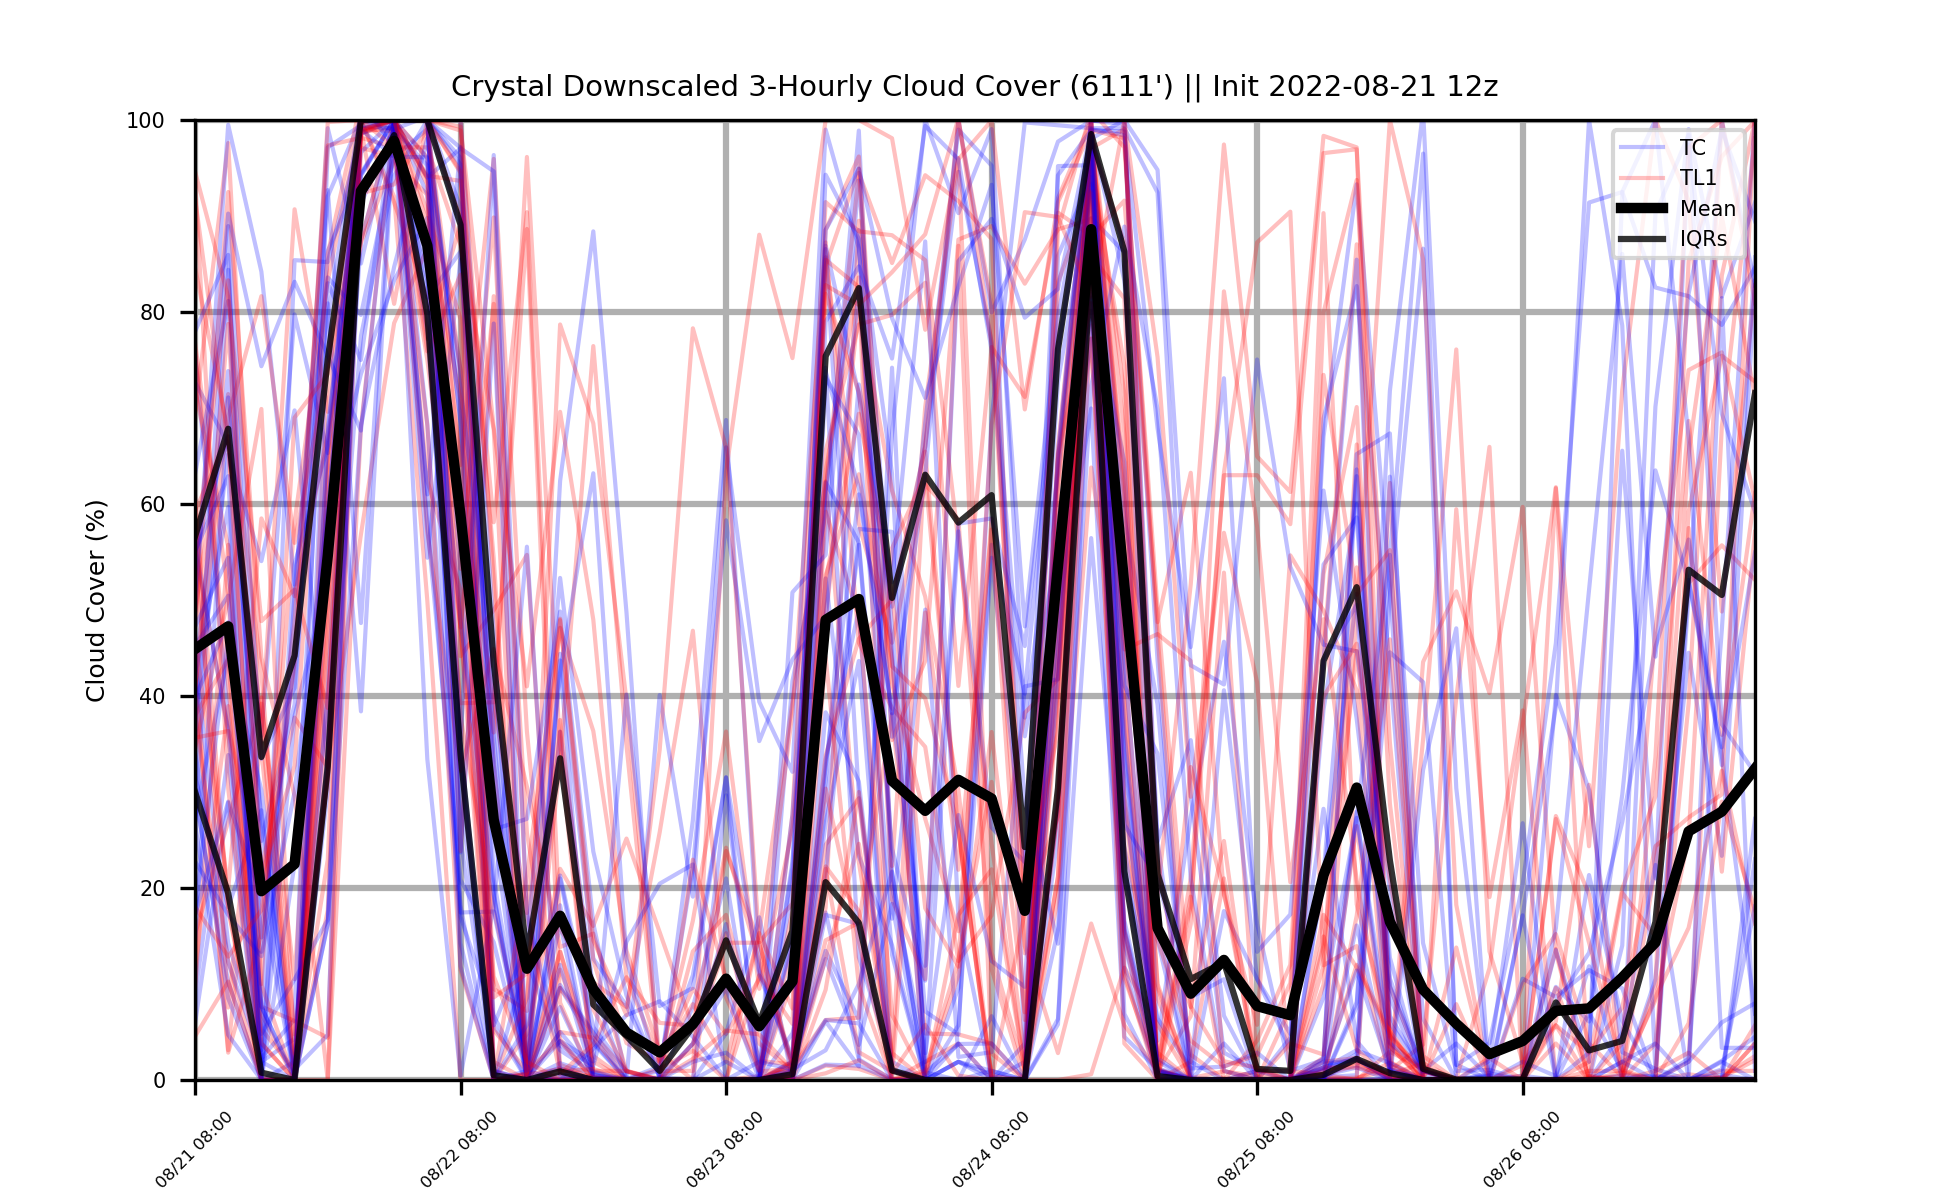 Crystal Downscaled 3-Hourly Cloud Cover (6111') || Init 2022-08-21 12z
100
80
60
40
20
0
Cloud Cover (%)
TC
TL1
Mean
IQRs
08/21 08:00
08/22 08:00
08/23 08:00
08/24 08:00
08/25 08:00
08/26 08:00